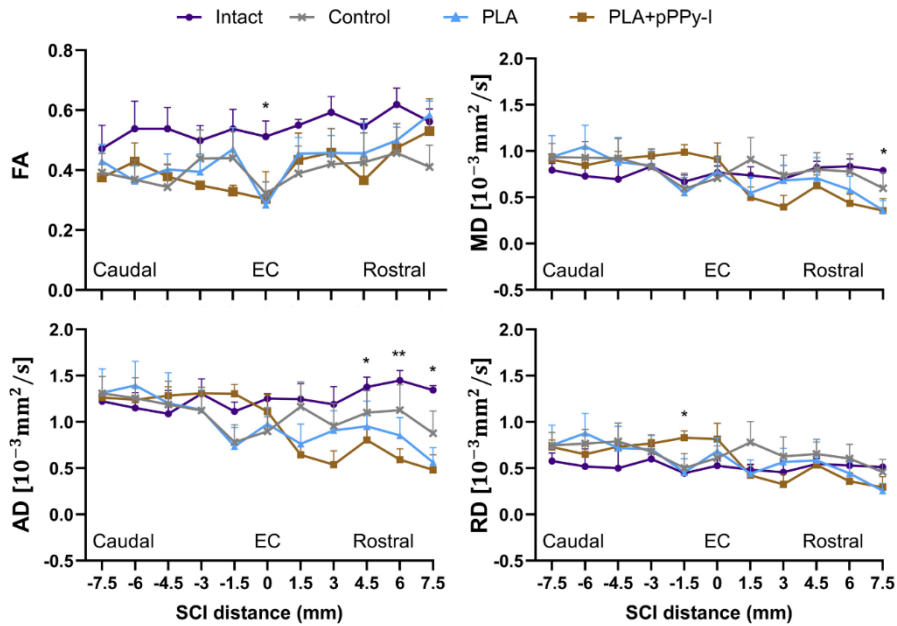 Intact Control PLA PLA+pPPy-I
FA
0.8
0.6
0.4
0.2
0.0
*
Caudal EC Rostral
MD [10⁻³mm²/s]
2.0
1.5
1.0
0.5
0.0
-0.5
*
Caudal EC Rostral
AD [10⁻³mm²/s]
2.0
1.5
1.0
0.5
0.0
-0.5
* ** *
Caudal EC Rostral
-7.5 -6 -4.5 -3 -1.5 0 1.5 3 4.5 6 7.5
SCI distance (mm)
RD [10⁻³mm²/s]
2.0
1.5
1.0
0.5
0.0
-0.5
*
Caudal EC Rostral
-7.5 -6 -4.5 -3 -1.5 0 1.5 3 4.5 6 7.5
SCI distance (mm)